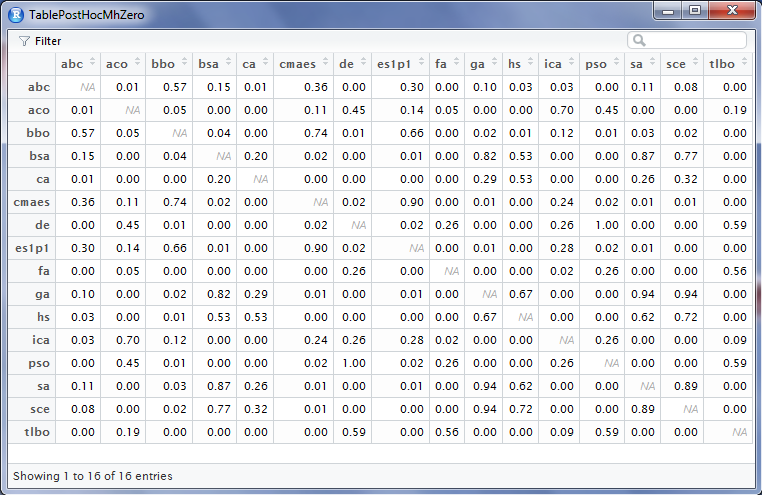 TablePostHocMhZero
Filter
abc aco bbo bsa ca cmaes de es1p1 fa ga hs ica pso sa sce tlbo
abc NA 0.01 0.57 0.15 0.01 0.36 0.00 0.30 0.00 0.10 0.03 0.03 0.00 0.11 0.08 0.00
aco 0.01 NA 0.05 0.00 0.00 0.11 0.45 0.14 0.05 0.00 0.00 0.70 0.45 0.00 0.00 0.19
bbo 0.57 0.05 NA 0.04 0.00 0.74 0.01 0.66 0.00 0.02 0.01 0.12 0.01 0.03 0.02 0.00
bsa 0.15 0.00 0.04 NA 0.20 0.02 0.00 0.01 0.00 0.82 0.53 0.00 0.00 0.87 0.77 0.00
ca 0.01 0.00 0.00 0.20 NA 0.00 0.00 0.00 0.00 0.29 0.53 0.00 0.00 0.26 0.32 0.00
cmaes 0.36 0.11 0.74 0.02 0.00 NA 0.02 0.90 0.00 0.01 0.00 0.24 0.02 0.01 0.01 0.00
de 0.00 0.45 0.01 0.00 0.00 0.02 NA 0.02 0.26 0.00 0.00 0.26 1.00 0.00 0.00 0.59
es1p1 0.30 0.14 0.66 0.01 0.00 0.90 0.02 NA 0.00 0.01 0.00 0.28 0.02 0.01 0.00 0.00
fa 0.00 0.05 0.00 0.00 0.00 0.00 0.26 0.00 NA 0.00 0.00 0.02 0.26 0.00 0.00 0.56
ga 0.10 0.00 0.02 0.82 0.29 0.01 0.00 0.01 0.00 NA 0.67 0.00 0.00 0.94 0.94 0.00
hs 0.03 0.00 0.01 0.53 0.53 0.00 0.00 0.00 0.00 0.67 NA 0.00 0.00 0.62 0.72 0.00
ica 0.03 0.70 0.12 0.00 0.00 0.24 0.26 0.28 0.02 0.00 0.00 NA 0.26 0.00 0.00 0.09
pso 0.00 0.45 0.01 0.00 0.00 0.02 1.00 0.02 0.26 0.00 0.00 0.26 NA 0.00 0.00 0.59
sa 0.11 0.00 0.03 0.87 0.26 0.01 0.00 0.01 0.00 0.94 0.62 0.00 0.00 NA 0.89 0.00
sce 0.08 0.00 0.02 0.77 0.32 0.01 0.00 0.00 0.00 0.94 0.72 0.00 0.00 0.89 NA 0.00
tlbo 0.00 0.19 0.00 0.00 0.00 0.00 0.59 0.00 0.56 0.00 0.00 0.09 0.59 0.00 0.00 NA
Showing 1 to 16 of 16 entries